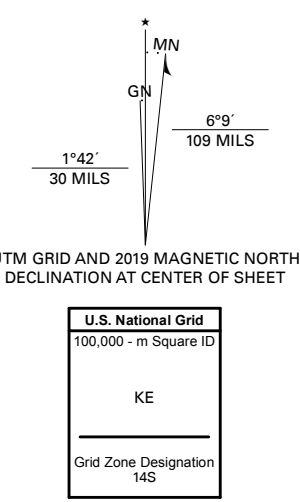 ★
MN
GN
6°9´
109 MILS
1°42´
30 MILS
UTM GRID AND 2019 MAGNETIC NORTH
DECLINATION AT CENTER OF SHEET
U.S. National Grid
100,000 - m Square ID
KE
Grid Zone Designation
14S